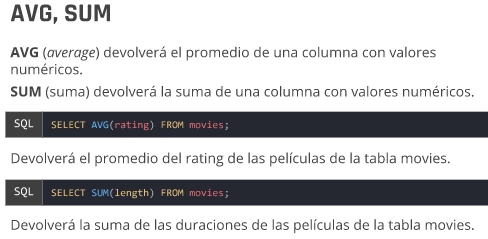 AVG, SUM
AVG (average) devolverá el promedio de una columna con valores
numéricos.
SUM (suma) devolverá la suma de una columna con valores numéricos.
SQL SELECT AVG(rating) FROM movies;
Devolverá el promedio del rating de las películas de la tabla movies.
SQL SELECT SUM(length) FROM movies;
Devolverá la suma de las duraciones de las películas de la tabla movies.